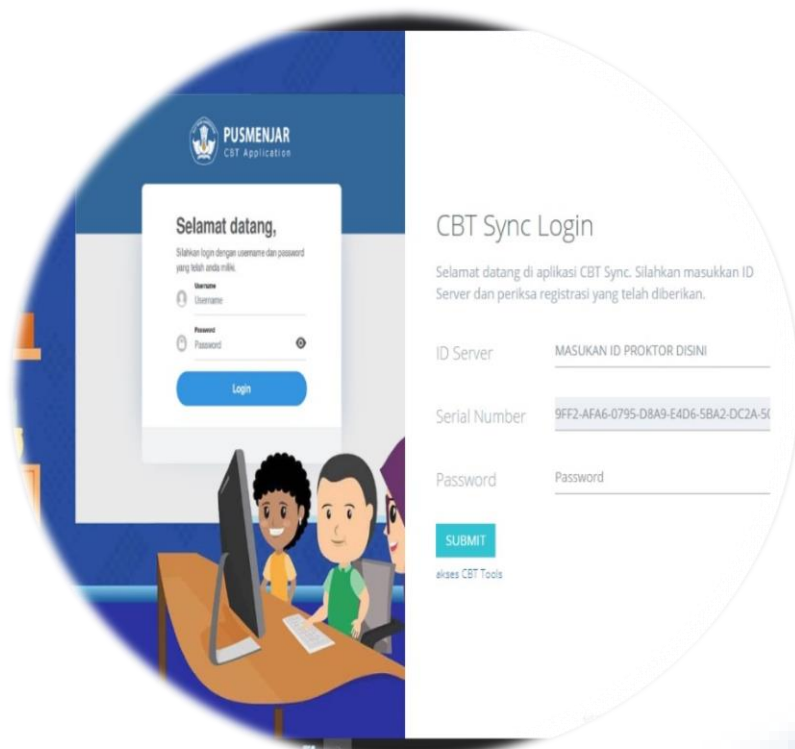 PUSMENJAR
CBT Application
Selamat datang,
Silahkan login dengan username dan password
yang telah anda miliki.
Username
Username
Password
Password
Login
CBT Sync Login
Selamat datang di aplikasi CBT Sync. Silahkan masukkan ID
Server dan periksa registrasi yang telah diberikan.
ID Server MASUKAN ID PROKTOR DISINI
Serial Number 9FF2-AFA6-0795-D8A9-E4D6-5BA2-DC2A-50
Password Password
SUBMIT
akses CBT Tools